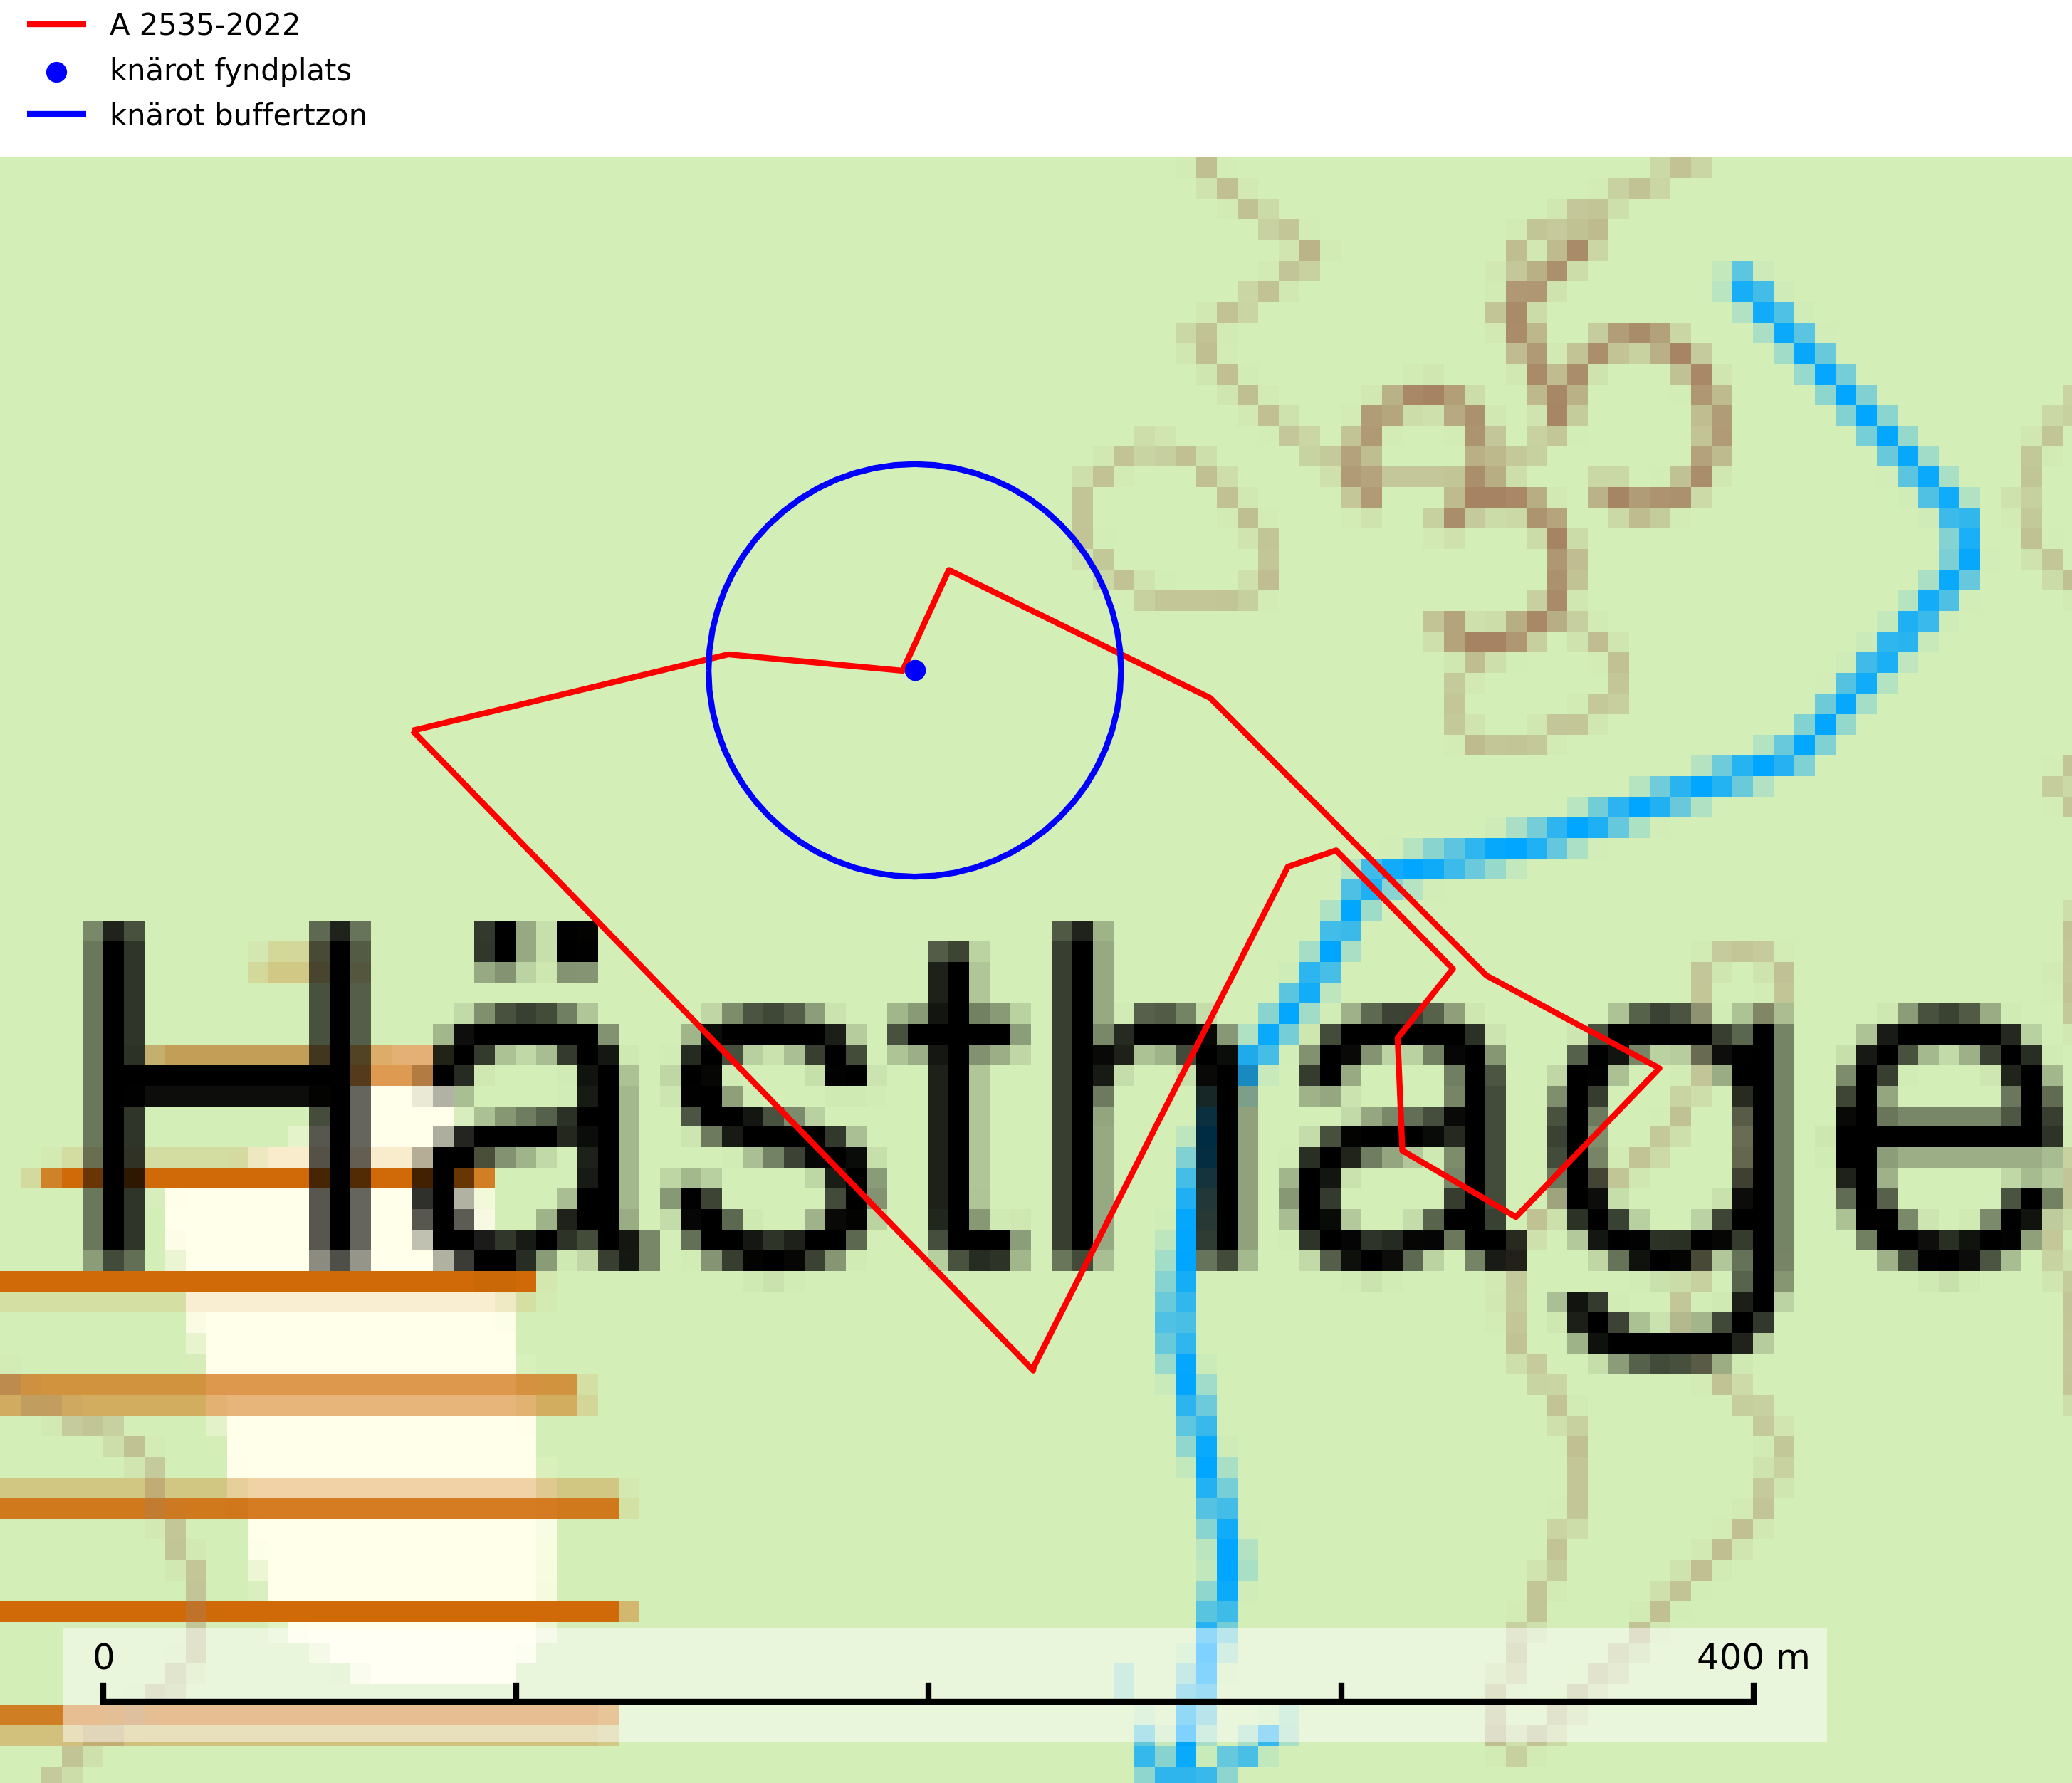 A 2535-2022
knärot fyndplats
knärot buffertzon
Hästhage
0 400 m